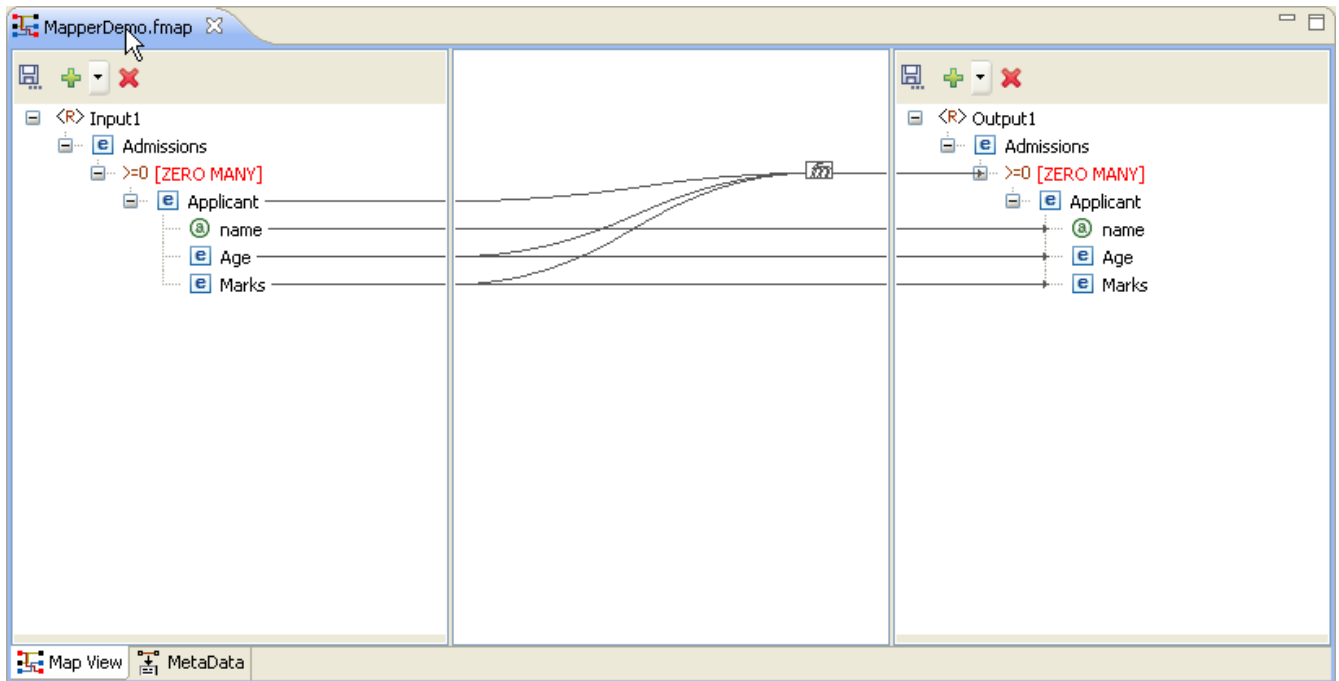 MapperDemo.fmap
<R> Input1
e Admissions
>=0 [ZERO MANY]
e Applicant
a name
e Age
e Marks
fn
<R> Output1
e Admissions
>=0 [ZERO MANY]
e Applicant
a name
e Age
e Marks
Map View
MetaData